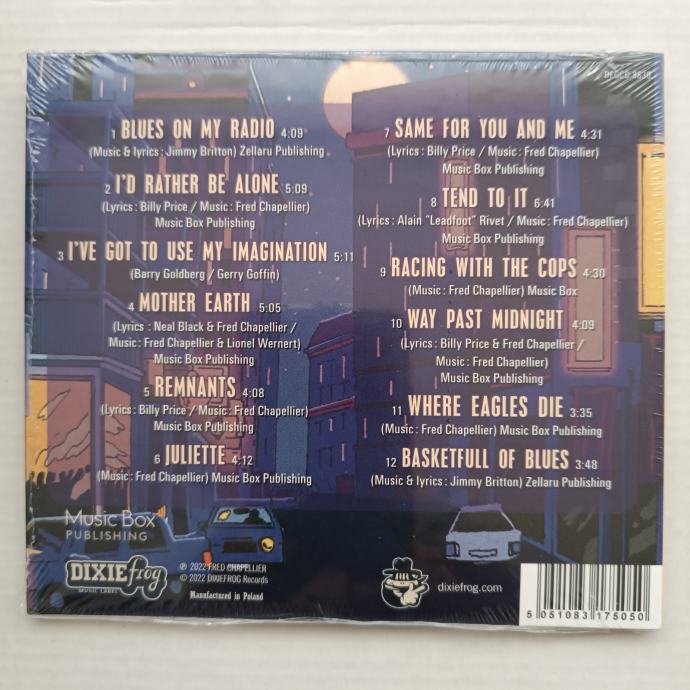 DFGCD 8830
1 BLUES ON MY RADIO 4:09
(Music & lyrics : Jimmy Britton) Zellaru Publishing
2 I'D RATHER BE ALONE 5:09
(Lyrics : Billy Price / Music : Fred Chapellier)
Music Box Publishing
3 I'VE GOT TO USE MY IMAGINATION 5:11
(Barry Goldberg / Gerry Goffin)
4 MOTHER EARTH 5:05
(Lyrics : Neal Black & Fred Chapellier /
Music : Fred Chapellier & Lionel Wernert)
Music Box Publishing
5 REMNANTS 4:08
(Lyrics : Billy Price / Music : Fred Chapellier)
Music Box Publishing
6 JULIETTE 4:12
(Music : Fred Chapellier) Music Box Publishing
7 SAME FOR YOU AND ME 4:31
(Lyrics : Billy Price / Music : Fred Chapellier)
Music Box Publishing
8 TEND TO IT 6:41
(Lyrics : Alain "Leadfoot" Rivet / Music : Fred Chapellier)
Music Box Publishing
9 RACING WITH THE COPS 4:30
(Music : Fred Chapellier) Music Box
10 WAY PAST MIDNIGHT 4:09
(Lyrics : Billy Price & Fred Chapellier /
Music : Fred Chapellier)
Music Box Publishing
11 WHERE EAGLES DIE 3:35
(Music : Fred Chapellier) Music Box Publishing
12 BASKETFULL OF BLUES 3:48
(Music & lyrics : Jimmy Britton) Zellaru Publishing
Music Box
PUBLISHING
DIXIEfrog
MUSIC LABEL
℗ 2022 FRED CHAPELLIER
© 2022 DIXIEFROG Records
Manufactured in Poland
dixiefrog.com
5 051083 175050